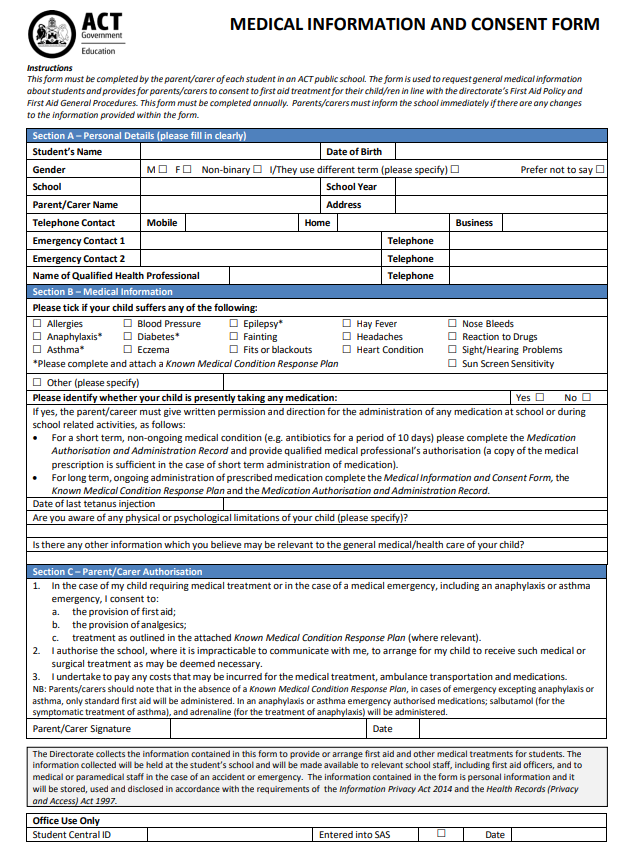 ACT
Government
Education
MEDICAL INFORMATION AND CONSENT FORM
Instructions
This form must be completed by the parent/carer of each student in an ACT public school. The form is used to request general medical information
about students and provides for parents/carers to consent to first aid treatment for their child/ren in line with the directorate's First Aid Policy and
First Aid General Procedures. This form must be completed annually. Parents/carers must inform the school immediately if there are any changes
to the information provided within the form.
Section A – Personal Details (please fill in clearly)
Student's Name Date of Birth
Gender M ☐ F ☐ Non-binary ☐ I/They use different term (please specify) ☐ Prefer not to say ☐
School School Year
Parent/Carer Name Address
Telephone Contact Mobile Home Business
Emergency Contact 1 Telephone
Emergency Contact 2 Telephone
Name of Qualified Health Professional Telephone
Section B – Medical Information
Please tick if your child suffers any of the following:
☐ Allergies ☐ Blood Pressure ☐ Epilepsy* ☐ Hay Fever ☐ Nose Bleeds
☐ Anaphylaxis* ☐ Diabetes* ☐ Fainting ☐ Headaches ☐ Reaction to Drugs
☐ Asthma* ☐ Eczema ☐ Fits or blackouts ☐ Heart Condition ☐ Sight/Hearing Problems
*Please complete and attach a Known Medical Condition Response Plan ☐ Sun Screen Sensitivity
☐ Other (please specify)
Please identify whether your child is presently taking any medication: Yes ☐ No ☐
If yes, the parent/career must give written permission and direction for the administration of any medication at school or during
school related activities, as follows:
• For a short term, non-ongoing medical condition (e.g. antibiotics for a period of 10 days) please complete the Medication
Authorisation and Administration Record and provide qualified medical professional's authorisation (a copy of the medical
prescription is sufficient in the case of short term administration of medication).
• For long term, ongoing administration of prescribed medication complete the Medical Information and Consent Form, the
Known Medical Condition Response Plan and the Medication Authorisation and Administration Record.
Date of last tetanus injection
Are you aware of any physical or psychological limitations of your child (please specify)?
Is there any other information which you believe may be relevant to the general medical/health care of your child?
Section C – Parent/Carer Authorisation
1. In the case of my child requiring medical treatment or in the case of a medical emergency, including an anaphylaxis or asthma
emergency, I consent to:
a. the provision of first aid;
b. the provision of analgesics;
c. treatment as outlined in the attached Known Medical Condition Response Plan (where relevant).
2. I authorise the school, where it is impracticable to communicate with me, to arrange for my child to receive such medical or
surgical treatment as may be deemed necessary.
3. I undertake to pay any costs that may be incurred for the medical treatment, ambulance transportation and medications.
NB: Parents/carers should note that in the absence of a Known Medical Condition Response Plan, in cases of emergency excepting anaphylaxis or
asthma, only standard first aid will be administered. In an anaphylaxis or asthma emergency authorised medications; salbutamol (for the
symptomatic treatment of asthma), and adrenaline (for the treatment of anaphylaxis) will be administered.
Parent/Carer Signature Date
The Directorate collects the information contained in this form to provide or arrange first aid and other medical treatments for students. The
information collected will be held at the student's school and will be made available to relevant school staff, including first aid officers, and to
medical or paramedical staff in the case of an accident or emergency. The information contained in the form is personal information and it
will be stored, used and disclosed in accordance with the requirements of the Information Privacy Act 2014 and the Health Records (Privacy
and Access) Act 1997.
Office Use Only
Student Central ID Entered into SAS ☐ Date